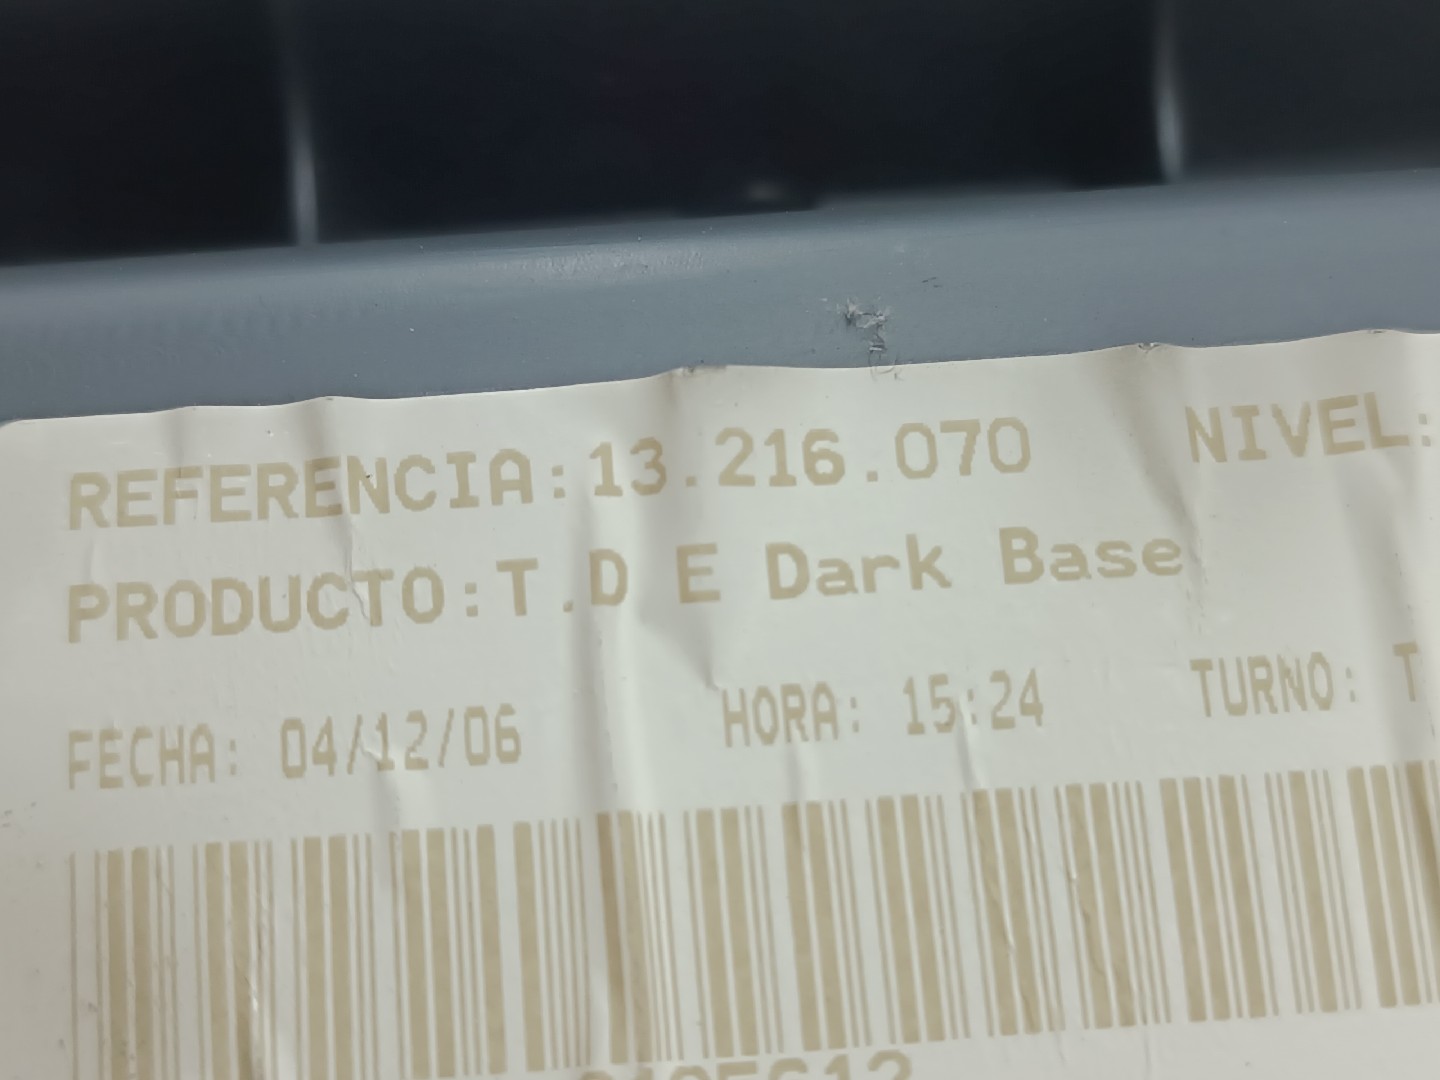 REFERENCIA:13.216.070 NIVEL:
PRODUCTO:T.D E Dark Base
FECHA: 04/12/06 HORA: 15:24 TURNO: T